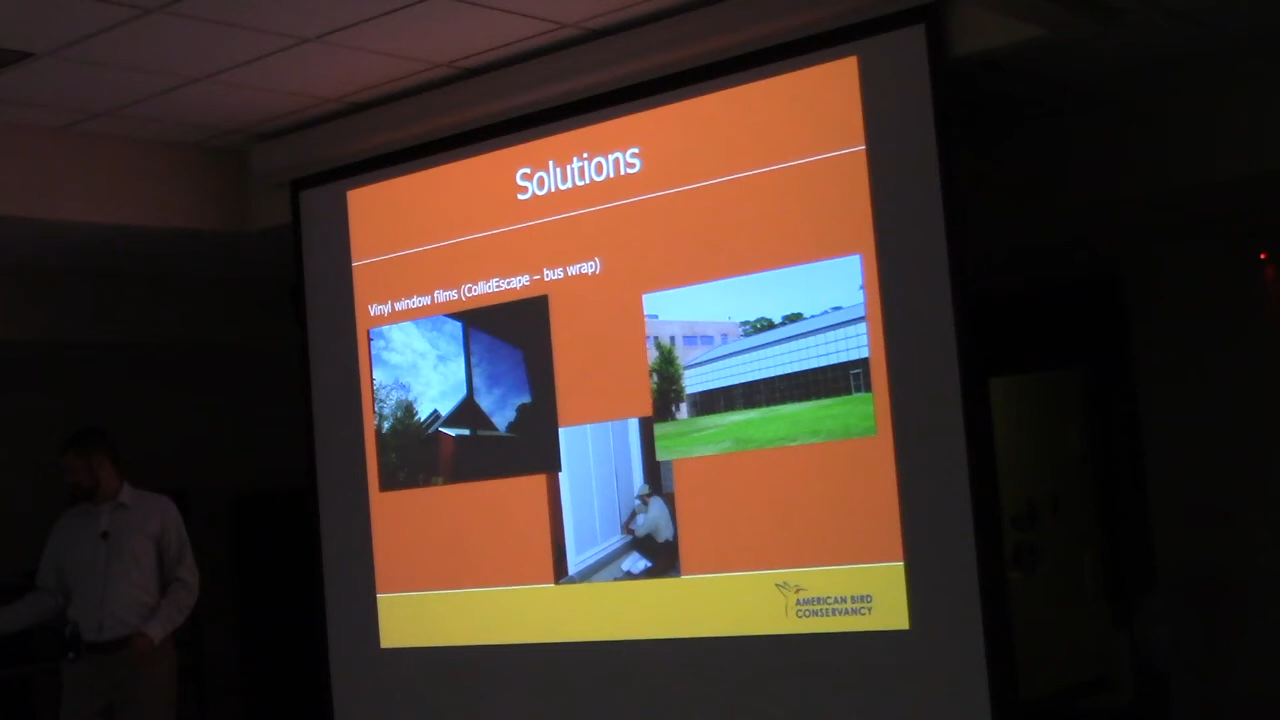 Solutions
Vinyl window films (CollidEscape – bus wrap)
AMERICAN BIRD
CONSERVANCY